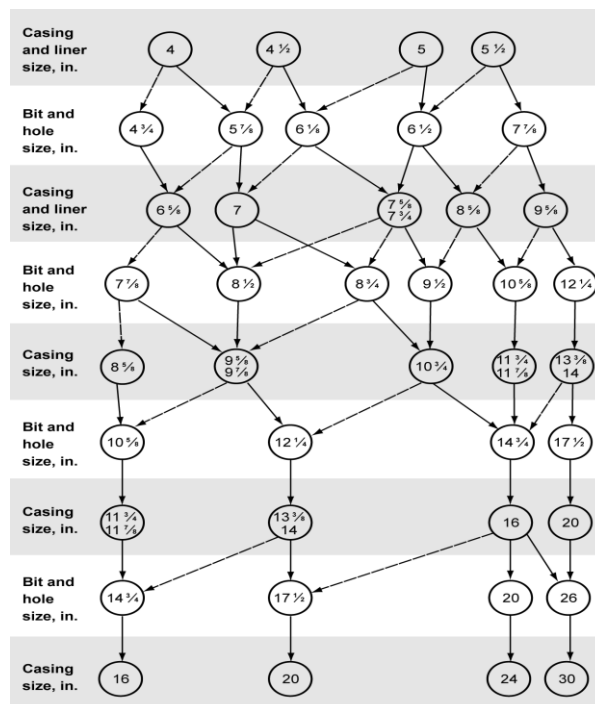 Casing
and liner
size, in.
4 4 ½ 5 5 ½
Bit and
hole
size, in.
4 ¾ 5 ⅞ 6 ⅛ 6 ½ 7 ⅞
Casing
and liner
size, in.
6 ⅝ 7 7 ⅝ 8 ⅝ 9 ⅝
7 ¾
Bit and
hole
size, in.
7 ⅞ 8 ½ 8 ¾ 9 ½ 10 ⅝ 12 ¼
Casing
size, in.
8 ⅝ 9 ⅝ 10 ¾ 11 ¾ 13 ⅜
9 ⅞ 11 ⅞ 14
Bit and
hole
size, in.
10 ⅝ 12 ¼ 14 ¾ 17 ½
Casing
size, in.
11 ¾ 13 ⅜ 16 20
11 ⅞ 14
Bit and
hole
size, in.
14 ¾ 17 ½ 20 26
Casing
size, in.
16 20 24 30